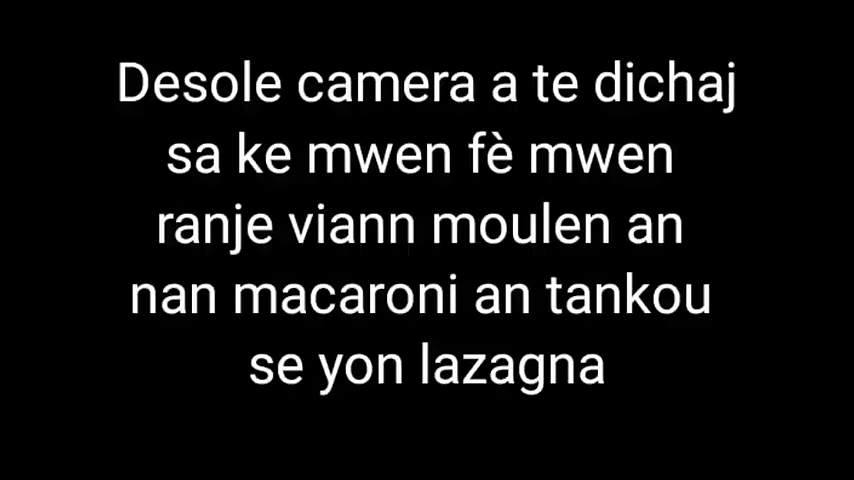 Desole camera a te dichaj
sa ke mwen fè mwen
ranje viann moulen an
nan macaroni an tankou
se yon lazagna